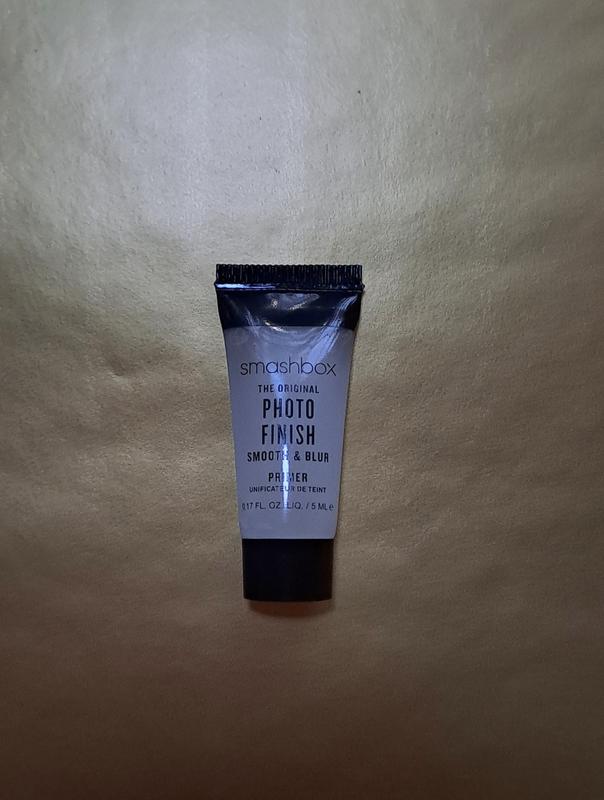 smashbox
THE ORIGINAL
PHOTO
FINISH
SMOOTH & BLUR
PRIMER
UNIFICATEUR DE TEINT
0.17 FL. OZ. LIQ. / 5 ML ℮